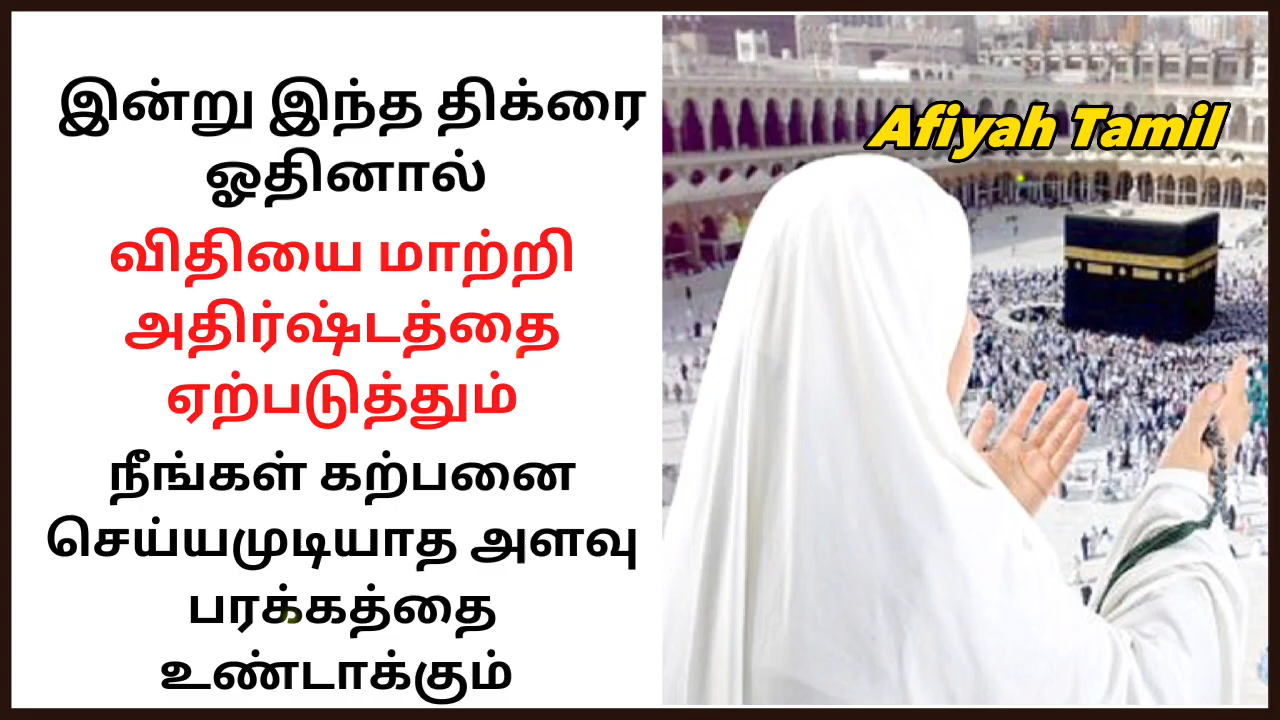 இன்று இந்த திக்ரை
ஓதினால்
விதியை மாற்றி
அதிர்ஷ்டத்தை
ஏற்படுத்தும்
நீங்கள் கற்பனை
செய்யமுடியாத அளவு
பரக்கத்தை
உண்டாக்கும்
Afiyah Tamil